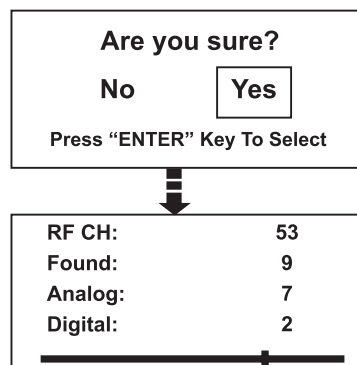 Are you sure?
No Yes
Press “ENTER” Key To Select
RF CH: 53
Found: 9
Analog: 7
Digital: 2